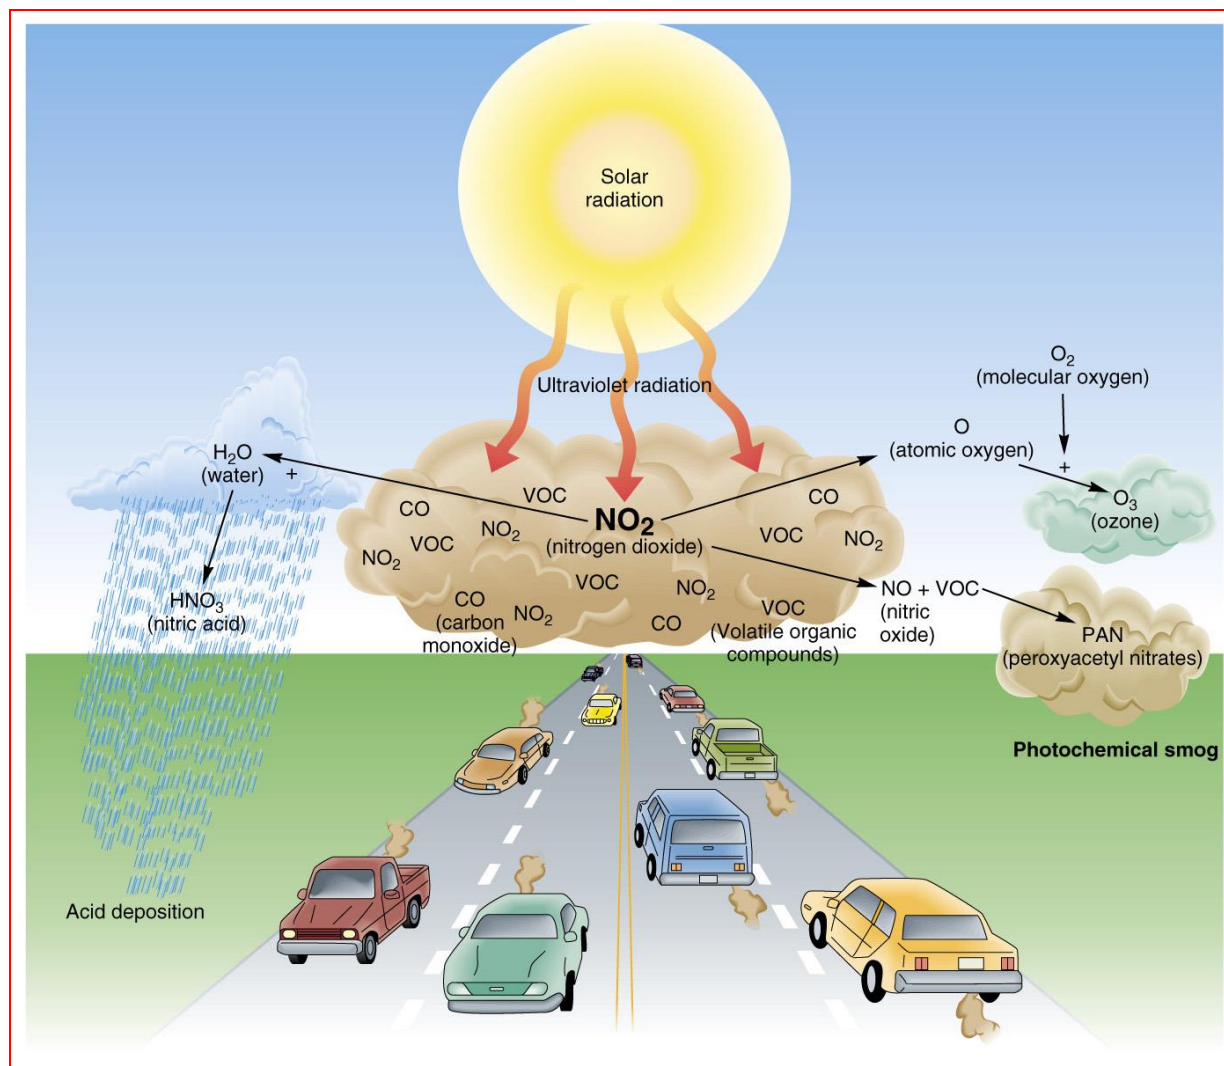 Solar
radiation
Ultraviolet radiation
O₂
(molecular oxygen)
O
(atomic oxygen)
+
O₃
(ozone)
H₂O
(water)
+
HNO₃
(nitric acid)
Acid deposition
CO
VOC
NO₂
VOC
NO₂
NO₂
(nitrogen dioxide)
CO
VOC
NO₂
VOC
NO₂
CO
(carbon
monoxide)
NO₂
CO
VOC
(Volatile organic
compounds)
NO + VOC
(nitric
oxide)
PAN
(peroxyacetyl nitrates)
Photochemical smog